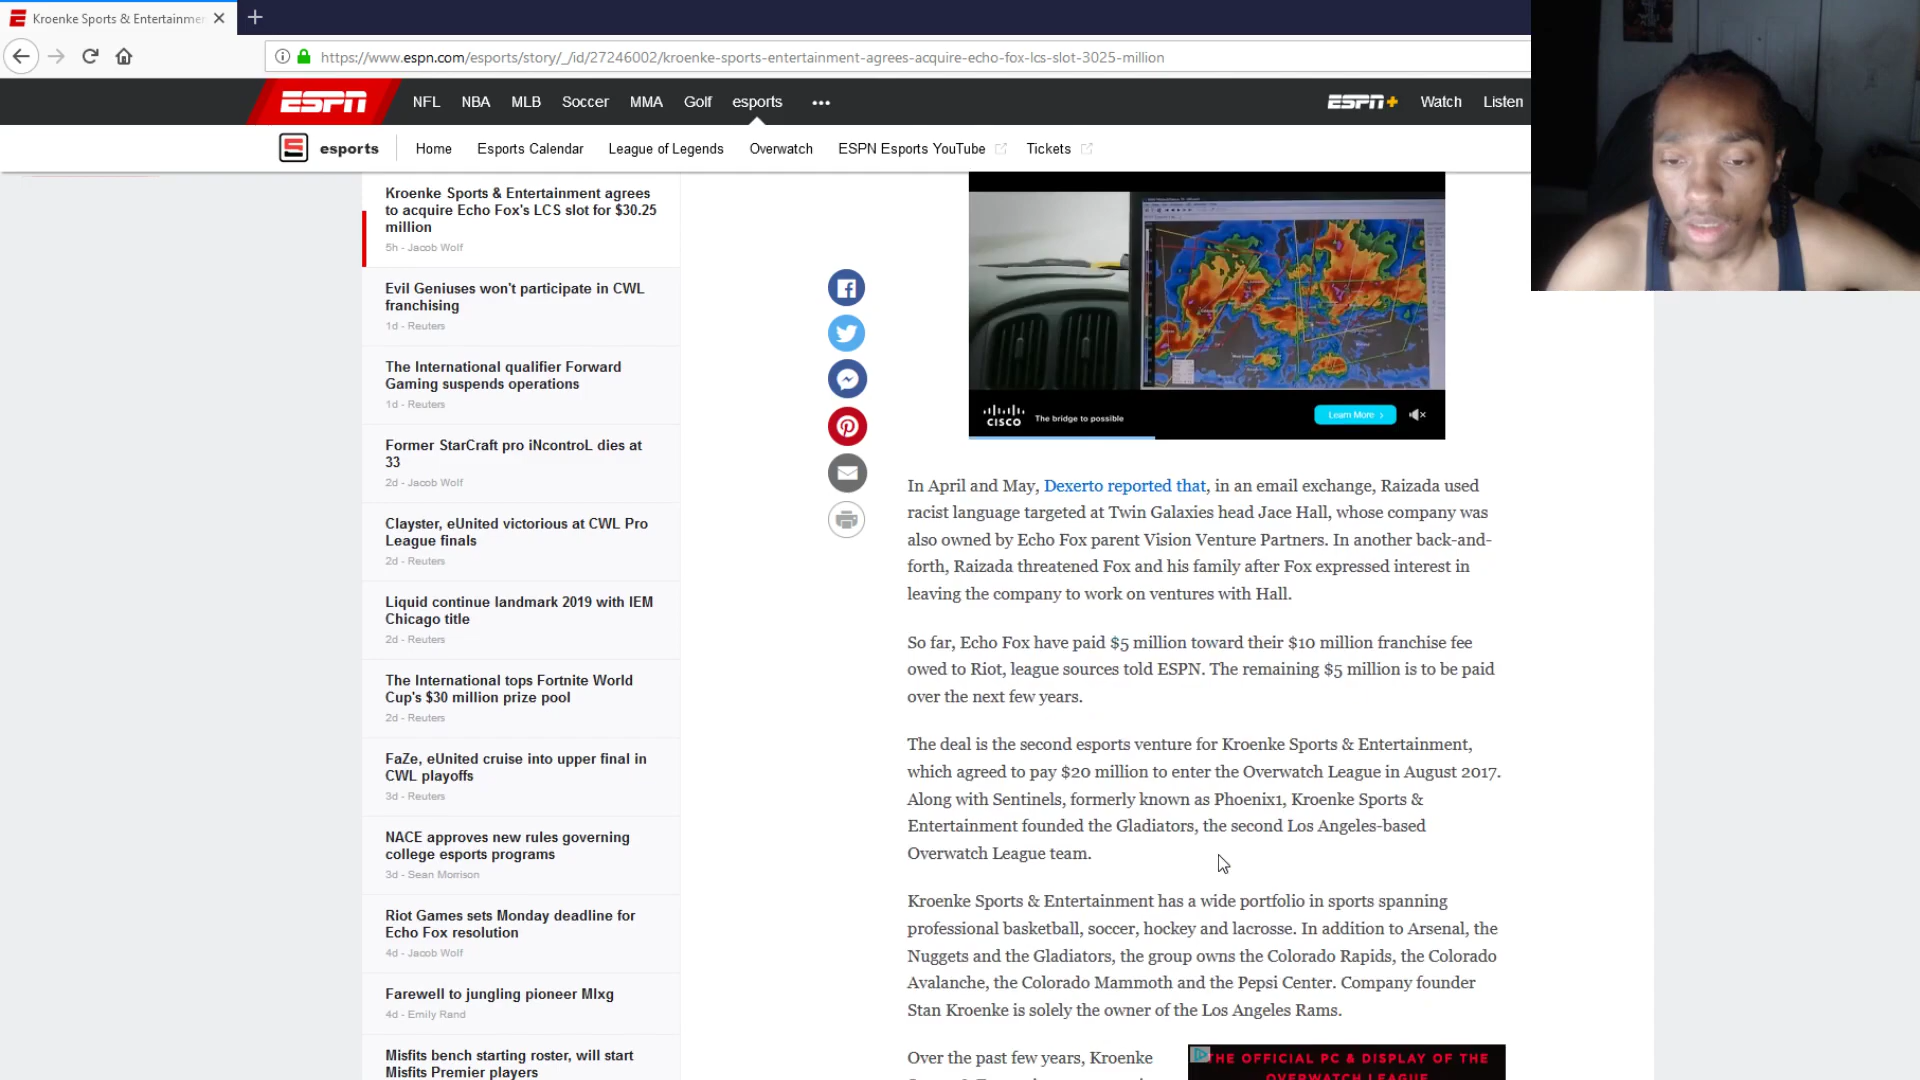 Kroenke Sports & Entertainmen
https://www.espn.com/esports/story/_/id/27246002/kroenke-sports-entertainment-agrees-acquire-echo-fox-lcs-slot-3025-million
ESPN
NFL
NBA
MLB
Soccer
MMA
Golf
esports
ESPN+
Watch
Listen
esports
Home
Esports Calendar
League of Legends
Overwatch
ESPN Esports YouTube
Tickets
Kroenke Sports & Entertainment agrees
to acquire Echo Fox's LCS slot for $30.25
million
5h - Jacob Wolf
Evil Geniuses won't participate in CWL
franchising
1d - Reuters
The International qualifier Forward
Gaming suspends operations
1d - Reuters
Former StarCraft pro iNcontroL dies at
33
2d - Jacob Wolf
Clayster, eUnited victorious at CWL Pro
League finals
2d - Reuters
Liquid continue landmark 2019 with IEM
Chicago title
2d - Reuters
The International tops Fortnite World
Cup's $30 million prize pool
2d - Reuters
FaZe, eUnited cruise into upper final in
CWL playoffs
3d - Reuters
NACE approves new rules governing
college esports programs
3d - Sean Morrison
Riot Games sets Monday deadline for
Echo Fox resolution
4d - Jacob Wolf
Farewell to jungling pioneer Mlxg
4d - Emily Rand
Misfits bench starting roster, will start
Misfits Premier players
CISCO
The bridge to possible
Learn More >
In April and May, Dexerto reported that, in an email exchange, Raizada used
racist language targeted at Twin Galaxies head Jace Hall, whose company was
also owned by Echo Fox parent Vision Venture Partners. In another back-and-
forth, Raizada threatened Fox and his family after Fox expressed interest in
leaving the company to work on ventures with Hall.
So far, Echo Fox have paid $5 million toward their $10 million franchise fee
owed to Riot, league sources told ESPN. The remaining $5 million is to be paid
over the next few years.
The deal is the second esports venture for Kroenke Sports & Entertainment,
which agreed to pay $20 million to enter the Overwatch League in August 2017.
Along with Sentinels, formerly known as Phoenix1, Kroenke Sports &
Entertainment founded the Gladiators, the second Los Angeles-based
Overwatch League team.
Kroenke Sports & Entertainment has a wide portfolio in sports spanning
professional basketball, soccer, hockey and lacrosse. In addition to Arsenal, the
Nuggets and the Gladiators, the group owns the Colorado Rapids, the Colorado
Avalanche, the Colorado Mammoth and the Pepsi Center. Company founder
Stan Kroenke is solely the owner of the Los Angeles Rams.
Over the past few years, Kroenke
THE OFFICIAL PC & DISPLAY OF THE
OVERWATCH LEAGUE